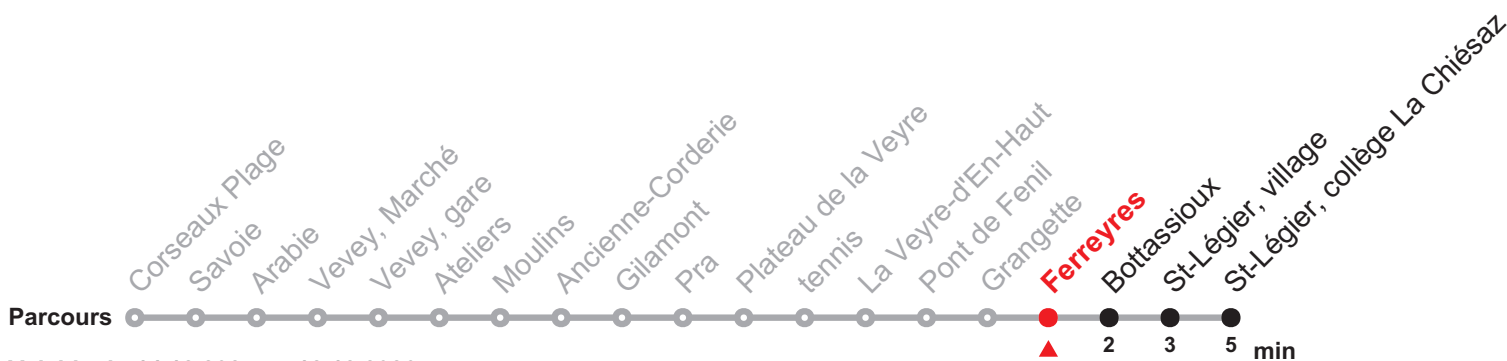 Corseaux Plage
Savoie
Arabie
Vevey, Marché
Vevey, gare
Ateliers
Moulins
Ancienne-Corderie
Gilamont
Pra
Plateau de la Veyre
tennis
La Veyre-d'En-Haut
Pont de Fenil
Grangette
Ferreyres
Bottassioux
St-Légier, village
St-Légier, collège La Chiésaz
Parcours
2 3 5 min